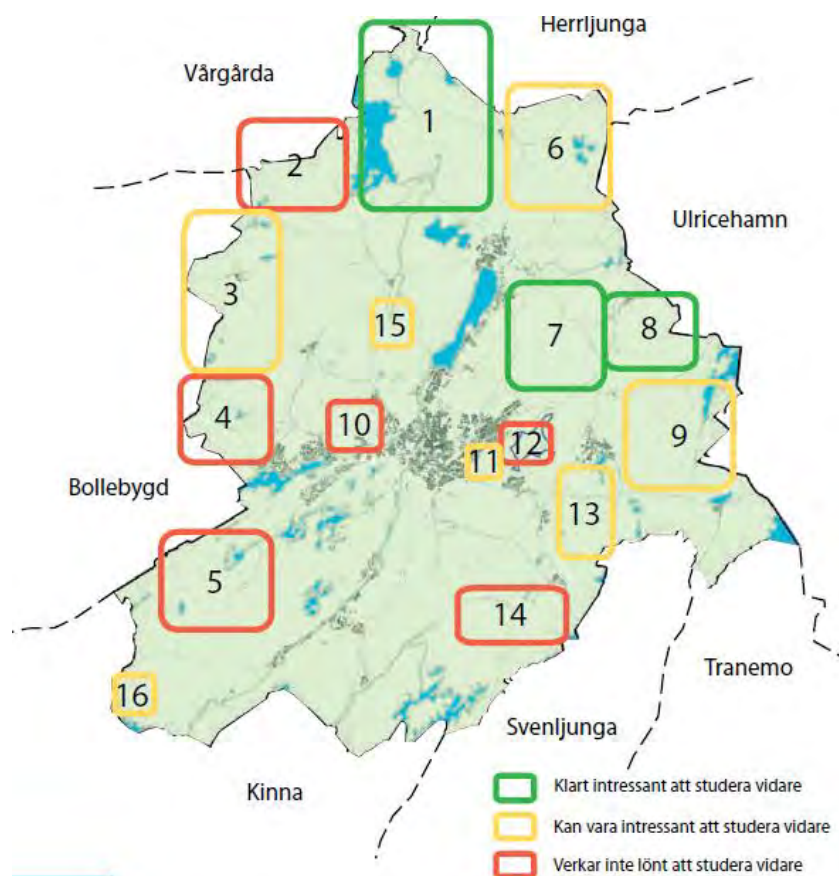 Herrljunga
Vårgårda
1
6
2
Ulricehamn
3
15
7
8
4
10
12
9
11
Bollebygd
13
5
14
16
Tranemo
Svenljunga
Kinna
Klart intressant att studera vidare
Kan vara intressant att studera vidare
Verkar inte lönt att studera vidare